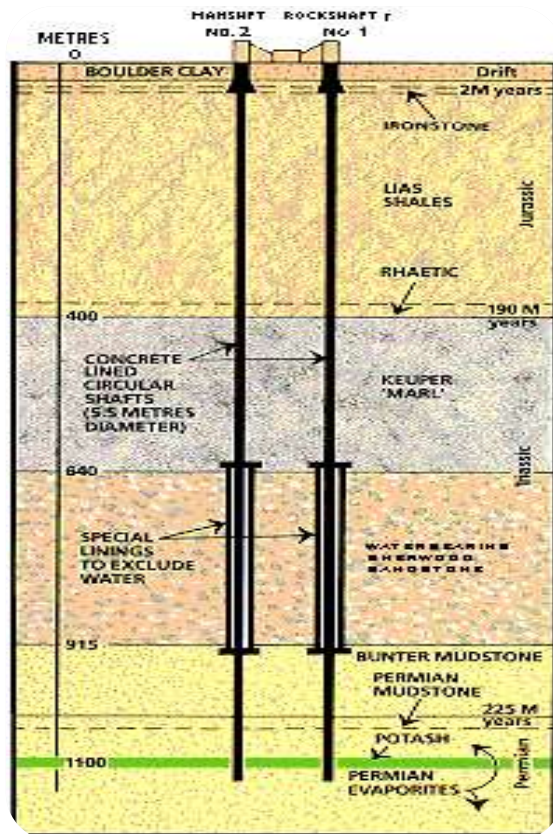 MANSHFT ROCKSHAFT
NO. 2 NO 1
METRES
0
BOULDER CLAY
Drift
2M years
IRONSTONE
LIAS
SHALES
Jurassic
RHAETIC
400
190 M
years
CONCRETE
LINED
CIRCULAR
SHAFTS
(5.5 METRES
DIAMETER)
KEUPER
'MARL'
Triassic
640
SPECIAL
LININGS
TO EXCLUDE
WATER
WATERBEARING
SHERWOOD
SANDSTONE
915
BUNTER MUDSTONE
PERMIAN
MUDSTONE
225 M
years
POTASH
1100
PERMIAN
EVAPORITES
Permian